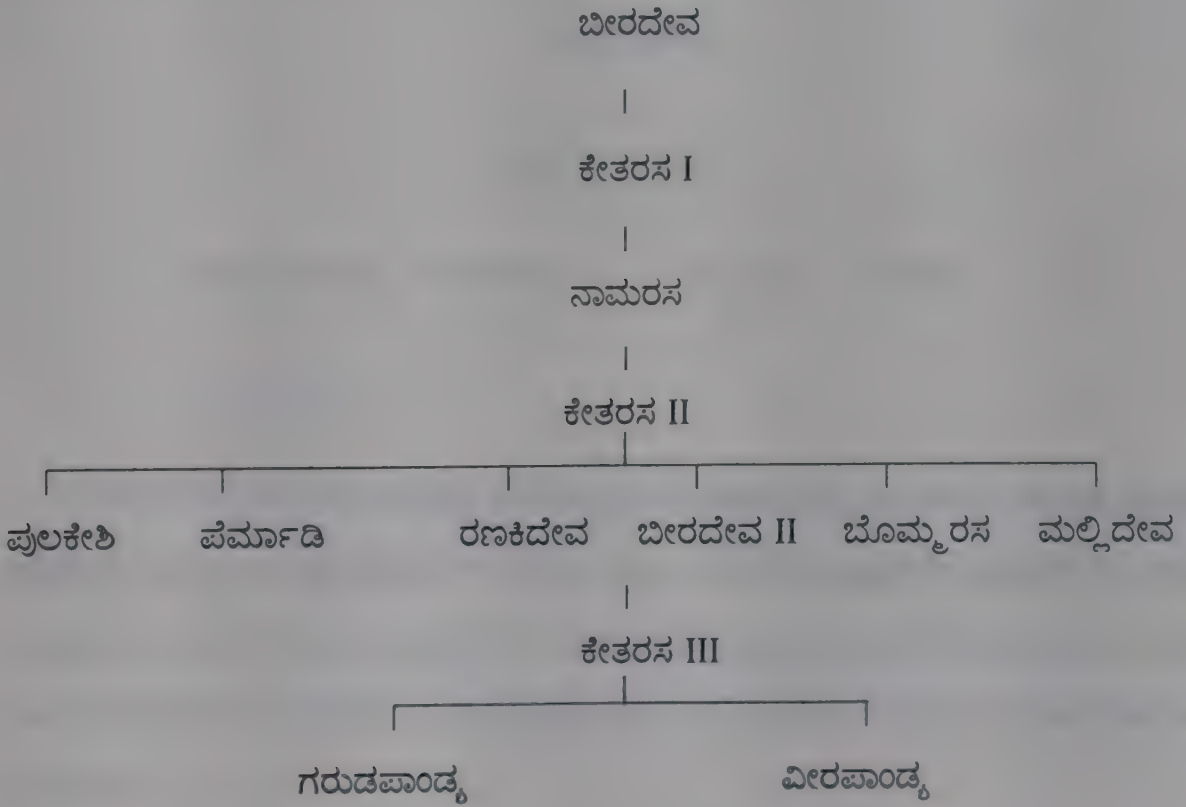 ಬೀರದೇವ
ಕೇತರಸ I
ನಾಮರಸ
ಕೇತರಸ II
ಪುಲಕೇಶಿ ಪೆರ್ಮಾಡಿ ರಣಕಿದೇವ ಬೀರದೇವ II ಬೊಮ್ಮರಸ ಮಲ್ಲಿದೇವ
ಕೇತರಸ III
ಗರುಡಪಾಂಡ್ಯ ವೀರಪಾಂಡ್ಯ